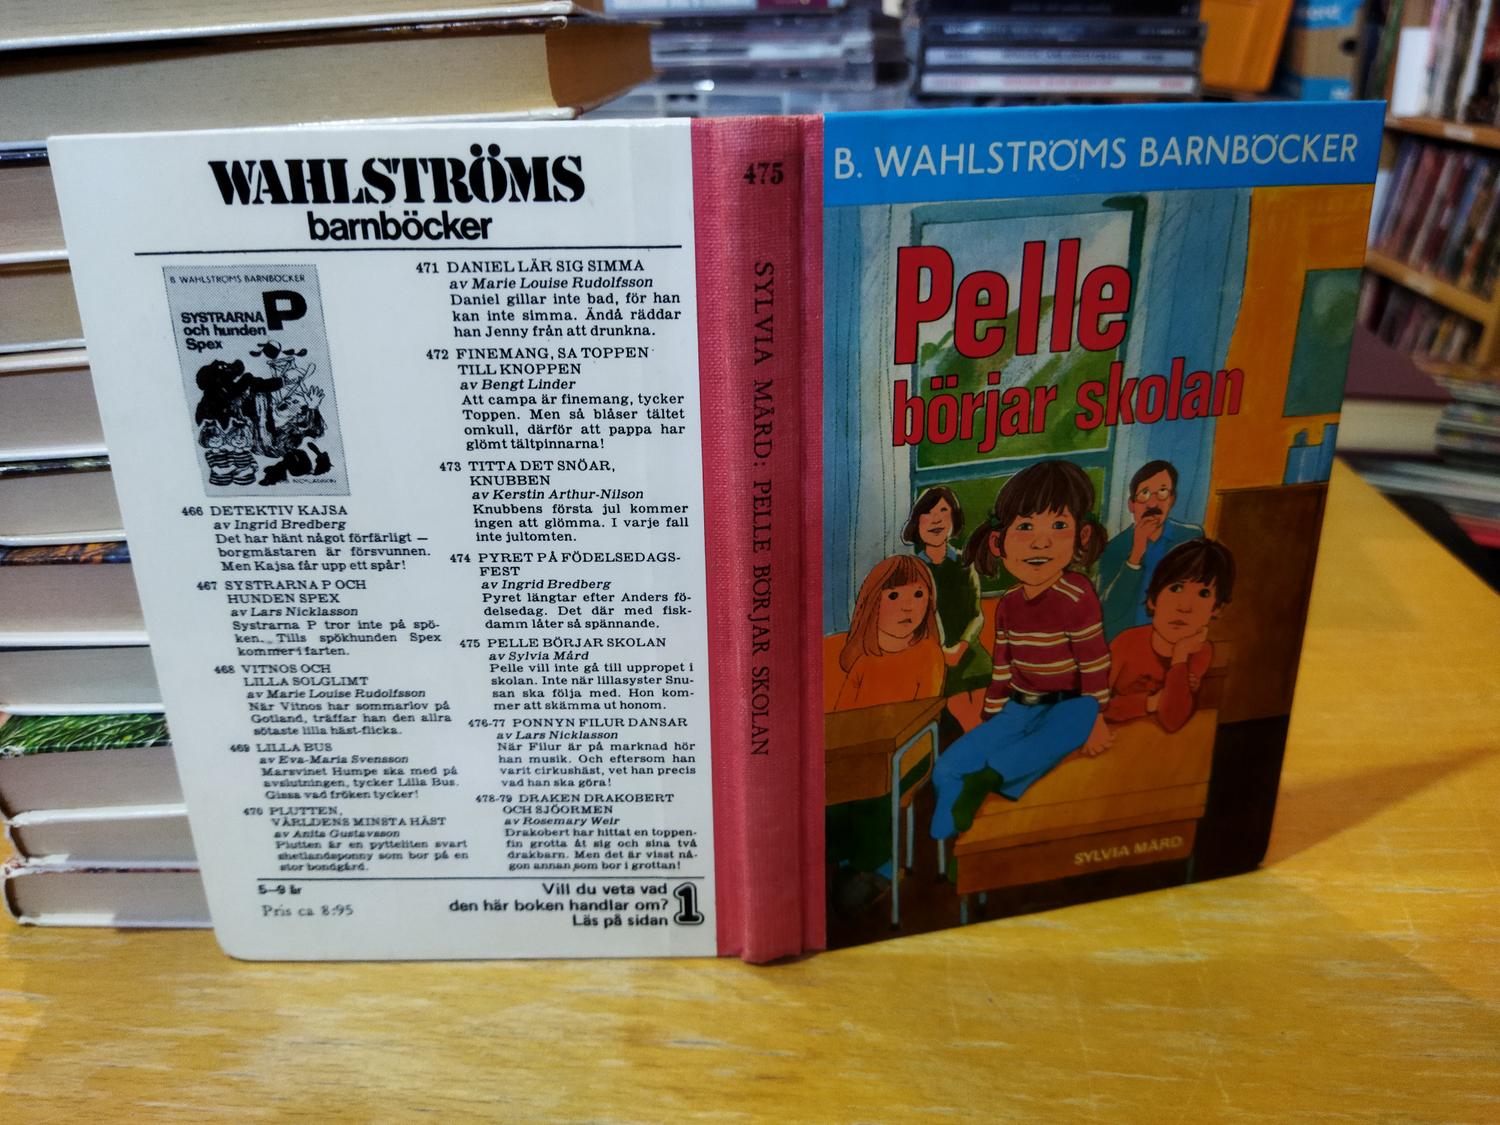 WAHLSTRÖMS
barnböcker
B. WAHLSTRÖMS BARNBÖCKER
SYSTRARNA P
och hunden
Spex
NICKLASSON
466 DETEKTIV KAJSA
av Ingrid Bredberg
Det har hänt något förfärligt —
borgmästaren är försvunnen.
Men Kajsa får upp ett spår!
467 SYSTRARNA P OCH
HUNDEN SPEX
av Lars Nicklasson
Systrarna P tror inte på spö-
ken. Tills spökhunden Spex
kommer i farten.
468 VITNOS OCH
LILLA SOLGLIMT
av Marie Louise Rudolfsson
När Vitnos har sommarlov på
Gotland, träffar han den allra
sötaste lilla häst-flicka.
469 LILLA BUS
av Eva-Maria Svensson
Marsvinet Humpe ska med på
avslutningen, tycker Lilla Bus.
Gissa vad fröken tycker!
470 PLUTTEN,
VÄRLDENS MINSTA HÄST
av Anita Gustavsson
Plutten är en pytteliten svart
shetlandsponny som bor på en
stor bondgård.
471 DANIEL LÄR SIG SIMMA
av Marie Louise Rudolfsson
Daniel gillar inte bad, för han
kan inte simma. Ändå räddar
han Jenny från att drunkna.
472 FINEMANG, SA TOPPEN
TILL KNOPPEN
av Bengt Linder
Att campa är finemang, tycker
Toppen. Men så blåser tältet
omkull, därför att pappa har
glömt tältpinnarna!
473 TITTA DET SNÖAR,
KNUBBEN
av Kerstin Arthur-Nilson
Knubbens första jul kommer
ingen att glömma. I varje fall
inte jultomten.
474 PYRET PÅ FÖDELSEDAGS-
FEST
av Ingrid Bredberg
Pyret längtar efter Anders fö-
delsedag. Det där med fisk-
damm låter så spännande.
475 PELLE BÖRJAR SKOLAN
av Sylvia Mård
Pelle vill inte gå till uppropet i
skolan. Inte när lillasyster Snu-
san ska följa med. Hon kom-
mer att skämma ut honom.
476-77 PONNYN FILUR DANSAR
av Lars Nicklasson
När Filur är på marknad hör
han musik. Och eftersom han
varit cirkushäst, vet han precis
vad han ska göra!
478-79 DRAKEN DRAKOBERT
OCH SJÖORMEN
av Rosemary Weir
Drakobert har hittat en toppen-
fin grotta åt sig och sina två
drakbarn. Men det är visst nå-
gon annan som bor i grottan!
5—9 år
Pris ca 8:95
Vill du veta vad
den här boken handlar om?
Läs på sidan 1
475
SYLVIA MÅRD: PELLE BÖRJAR SKOLAN
B. WAHLSTRÖMS BARNBÖCKER
Pelle
börjar skolan
SYLVIA MÅRD